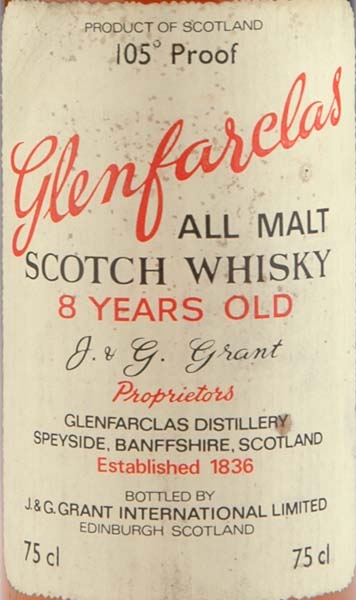 PRODUCT OF SCOTLAND
105° Proof
Glenfarclas
ALL MALT
SCOTCH WHISKY
8 YEARS OLD
J. & G. Grant
Proprietors
GLENFARCLAS DISTILLERY
SPEYSIDE, BANFFSHIRE, SCOTLAND
Established 1836
BOTTLED BY
J.& G. GRANT INTERNATIONAL LIMITED
EDINBURGH SCOTLAND
75 cl 75 cl